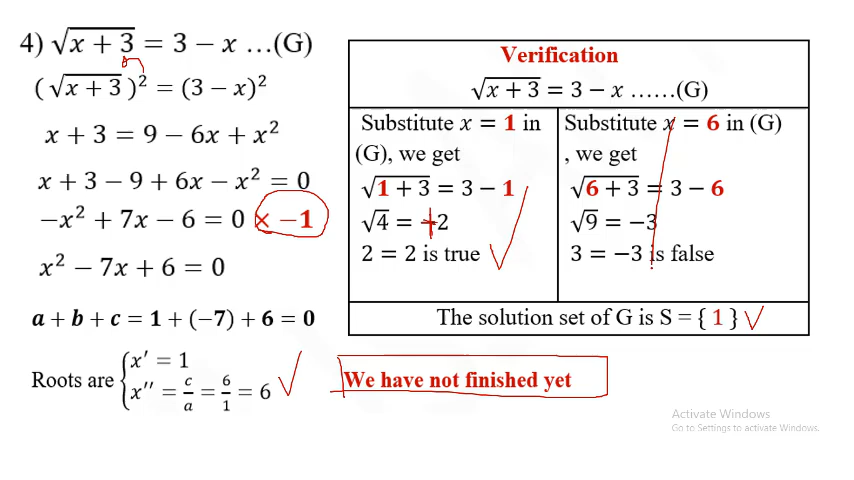 4) √(x + 3) = 3 − x …(G)
(√(x + 3))² = (3 − x)²
x + 3 = 9 − 6x + x²
x + 3 − 9 + 6x − x² = 0
−x² + 7x − 6 = 0 × −1
x² − 7x + 6 = 0
a + b + c = 1 + (−7) + 6 = 0
Roots are { x′ = 1
x′′ = c/a = 6/1 = 6
Verification
√(x + 3) = 3 − x ……(G)
Substitute x = 1 in
(G), we get
√(1 + 3) = 3 − 1
√4 = +2
2 = 2 is true
Substitute x = 6 in (G)
, we get
√(6 + 3) = 3 − 6
√9 = −3
3 = −3 is false
The solution set of G is S = { 1 }
We have not finished yet
Activate Windows
Go to Settings to activate Windows.